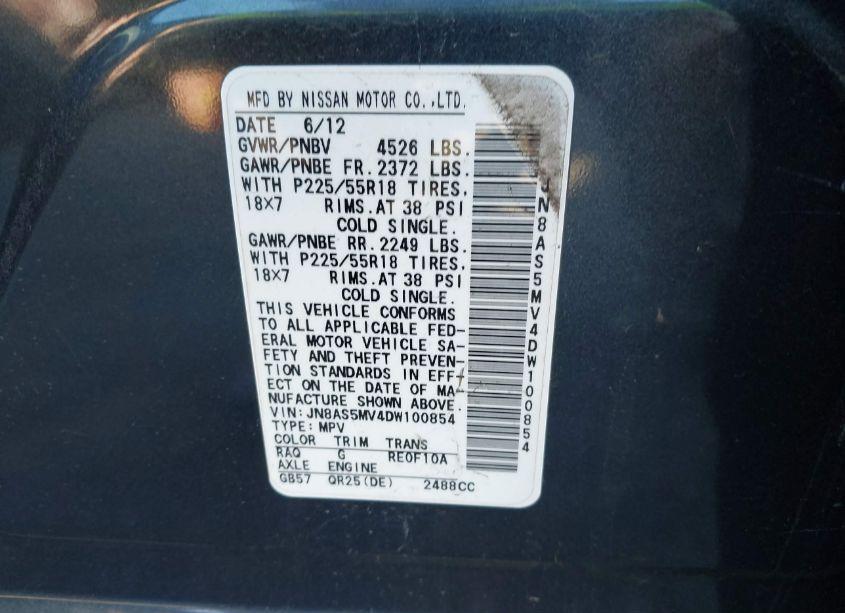 MFD BY NISSAN MOTOR CO.,LTD.
DATE 6/12
GVWR/PNBV 4526 LBS.
GAWR/PNBE FR. 2372 LBS.
WITH P225/55R18 TIRES,
18X7 RIMS.AT 38 PSI
COLD SINGLE.
GAWR/PNBE RR. 2249 LBS.
WITH P225/55R18 TIRES,
18X7 RIMS.AT 38 PSI
COLD SINGLE.
THIS VEHICLE CONFORMS
TO ALL APPLICABLE FED-
ERAL MOTOR VEHICLE SA-
FETY AND THEFT PREVEN-
TION STANDARDS IN EFF-
ECT ON THE DATE OF MA-
NUFACTURE SHOWN ABOVE.
VIN: JN8AS5MV4DW100854
TYPE: MPV
COLOR TRIM TRANS
RAQ G RE0F10A
AXLE ENGINE
GB57 QR25(DE) 2488CC
JN8AS5MV4DW100854